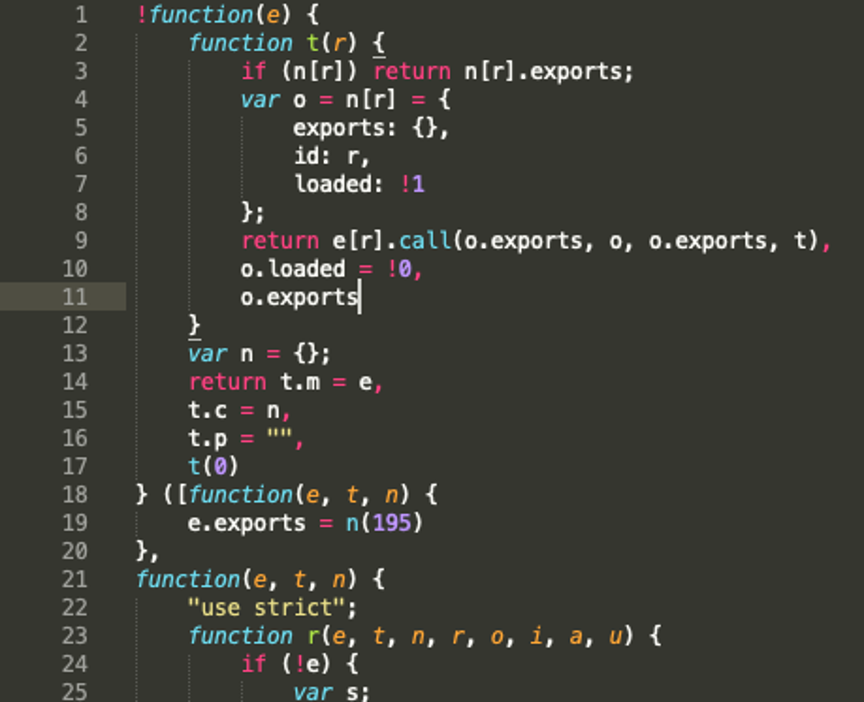 1 !function(e) {
2 function t(r) {
3 if (n[r]) return n[r].exports;
4 var o = n[r] = {
5 exports: {},
6 id: r,
7 loaded: !1
8 };
9 return e[r].call(o.exports, o, o.exports, t),
10 o.loaded = !0,
11 o.exports
12 }
13 var n = {};
14 return t.m = e,
15 t.c = n,
16 t.p = "",
17 t(0)
18 } ([function(e, t, n) {
19 e.exports = n(195)
20 },
21 function(e, t, n) {
22 "use strict";
23 function r(e, t, n, r, o, i, a, u) {
24 if (!e) {
25 var s;